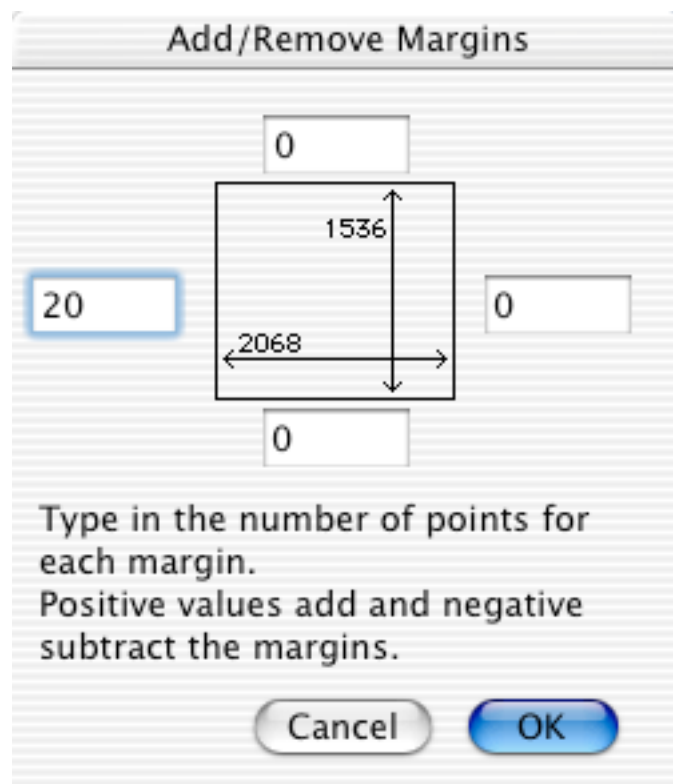 Add/Remove Margins
0
1536
20
0
2068
0
Type in the number of points for
each margin.
Positive values add and negative
subtract the margins.
Cancel
OK